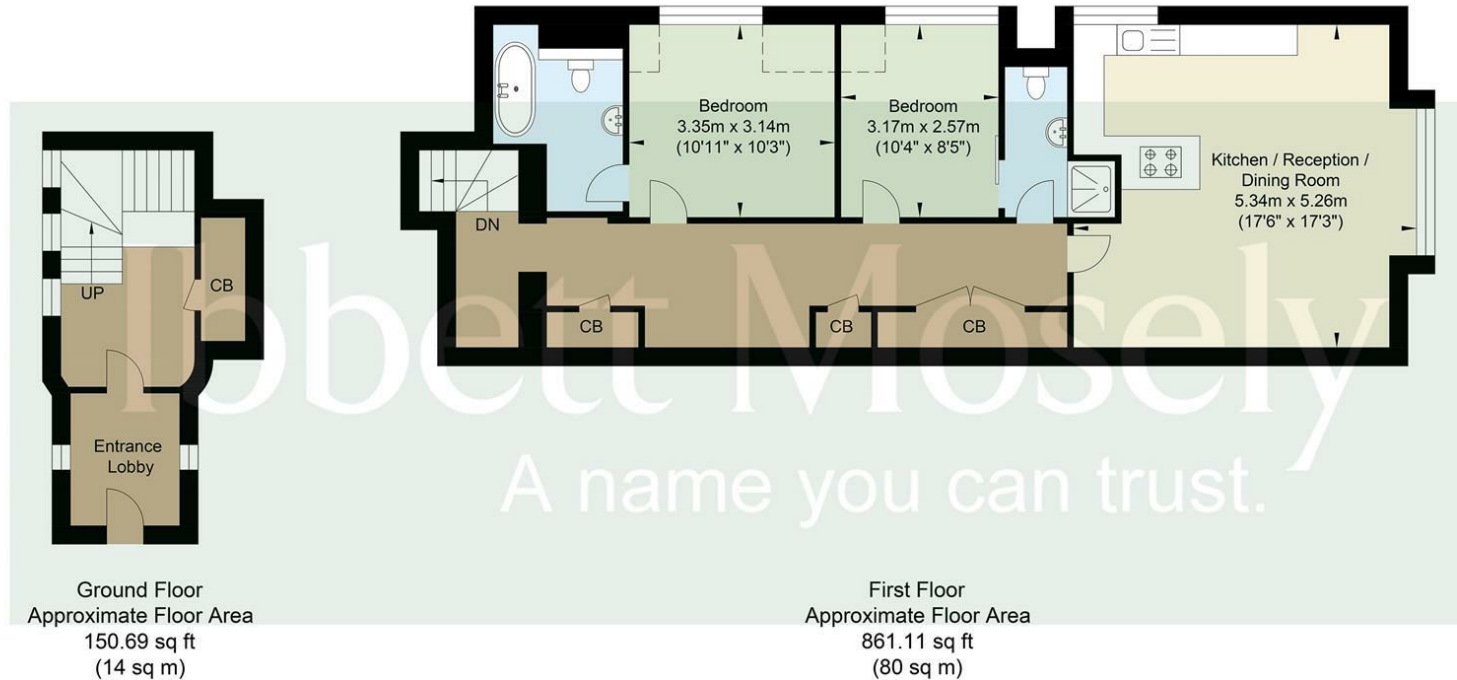 Bedroom
3.35m x 3.14m
(10'11" x 10'3")
Bedroom
3.17m x 2.57m
(10'4" x 8'5")
Kitchen / Reception /
Dining Room
5.34m x 5.26m
(17'6" x 17'3")
DN
UP
CB
CB
CB
CB
Entrance
Lobby
Ibbett Mosely
A name you can trust.
Ground Floor
Approximate Floor Area
150.69 sq ft
(14 sq m)
First Floor
Approximate Floor Area
861.11 sq ft
(80 sq m)